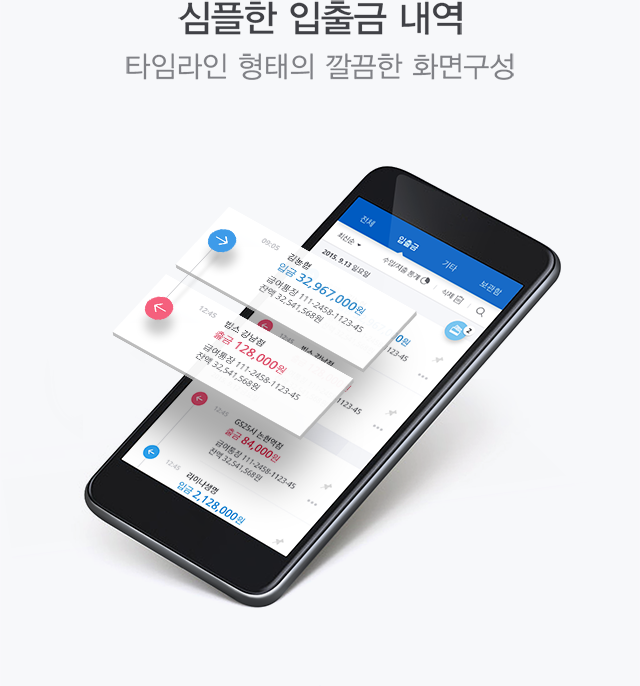 심플한 입출금 내역
타임라인 형태의 깔끔한 화면구성
전체
입출금
기타
보관함
최신순
수입/지출 통계
삭제
2015. 9.13 일요일
2
09:05
김농협
입금 32,967,000원
급여통장 111-2458-1123-45
잔액 32,541,568원
12:45
빕스 강남점
출금 128,000원
급여통장 111-2458-1123-45
잔액 32,541,568원
12:45
GS25시 논현역점
출금 84,000원
급여통장 111-2458-1123-45
잔액 32,541,568원
12:45
라이나생명
입금 2,128,000원